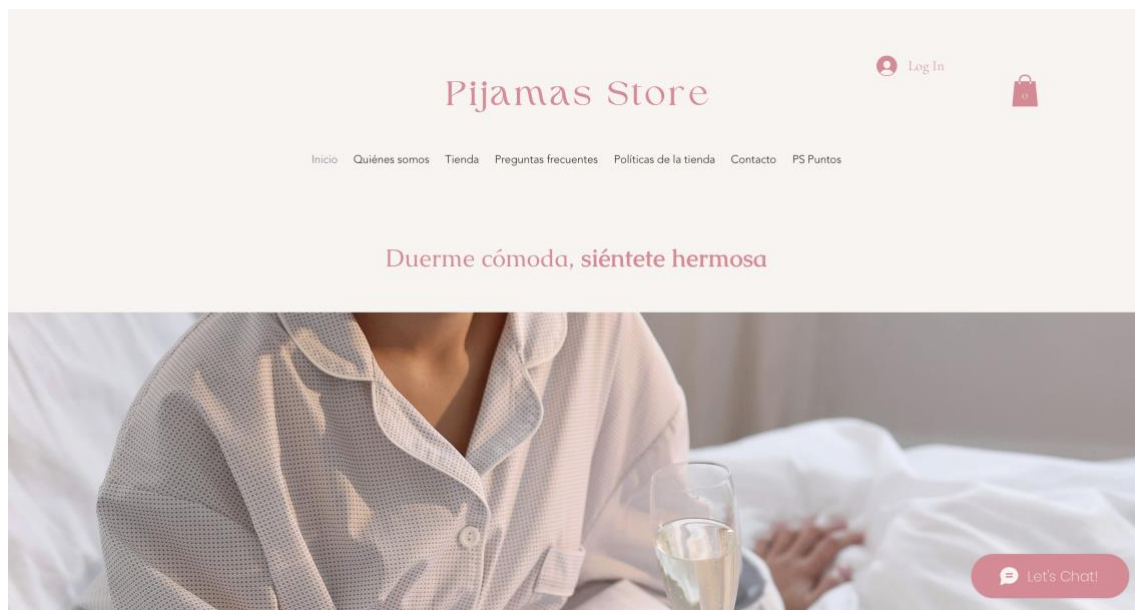 Log In
Pijamas Store
0
Inicio Quiénes somos Tienda Preguntas frecuentes Políticas de la tienda Contacto PS Puntos
Duerme cómoda, siéntete hermosa
Let's Chat!